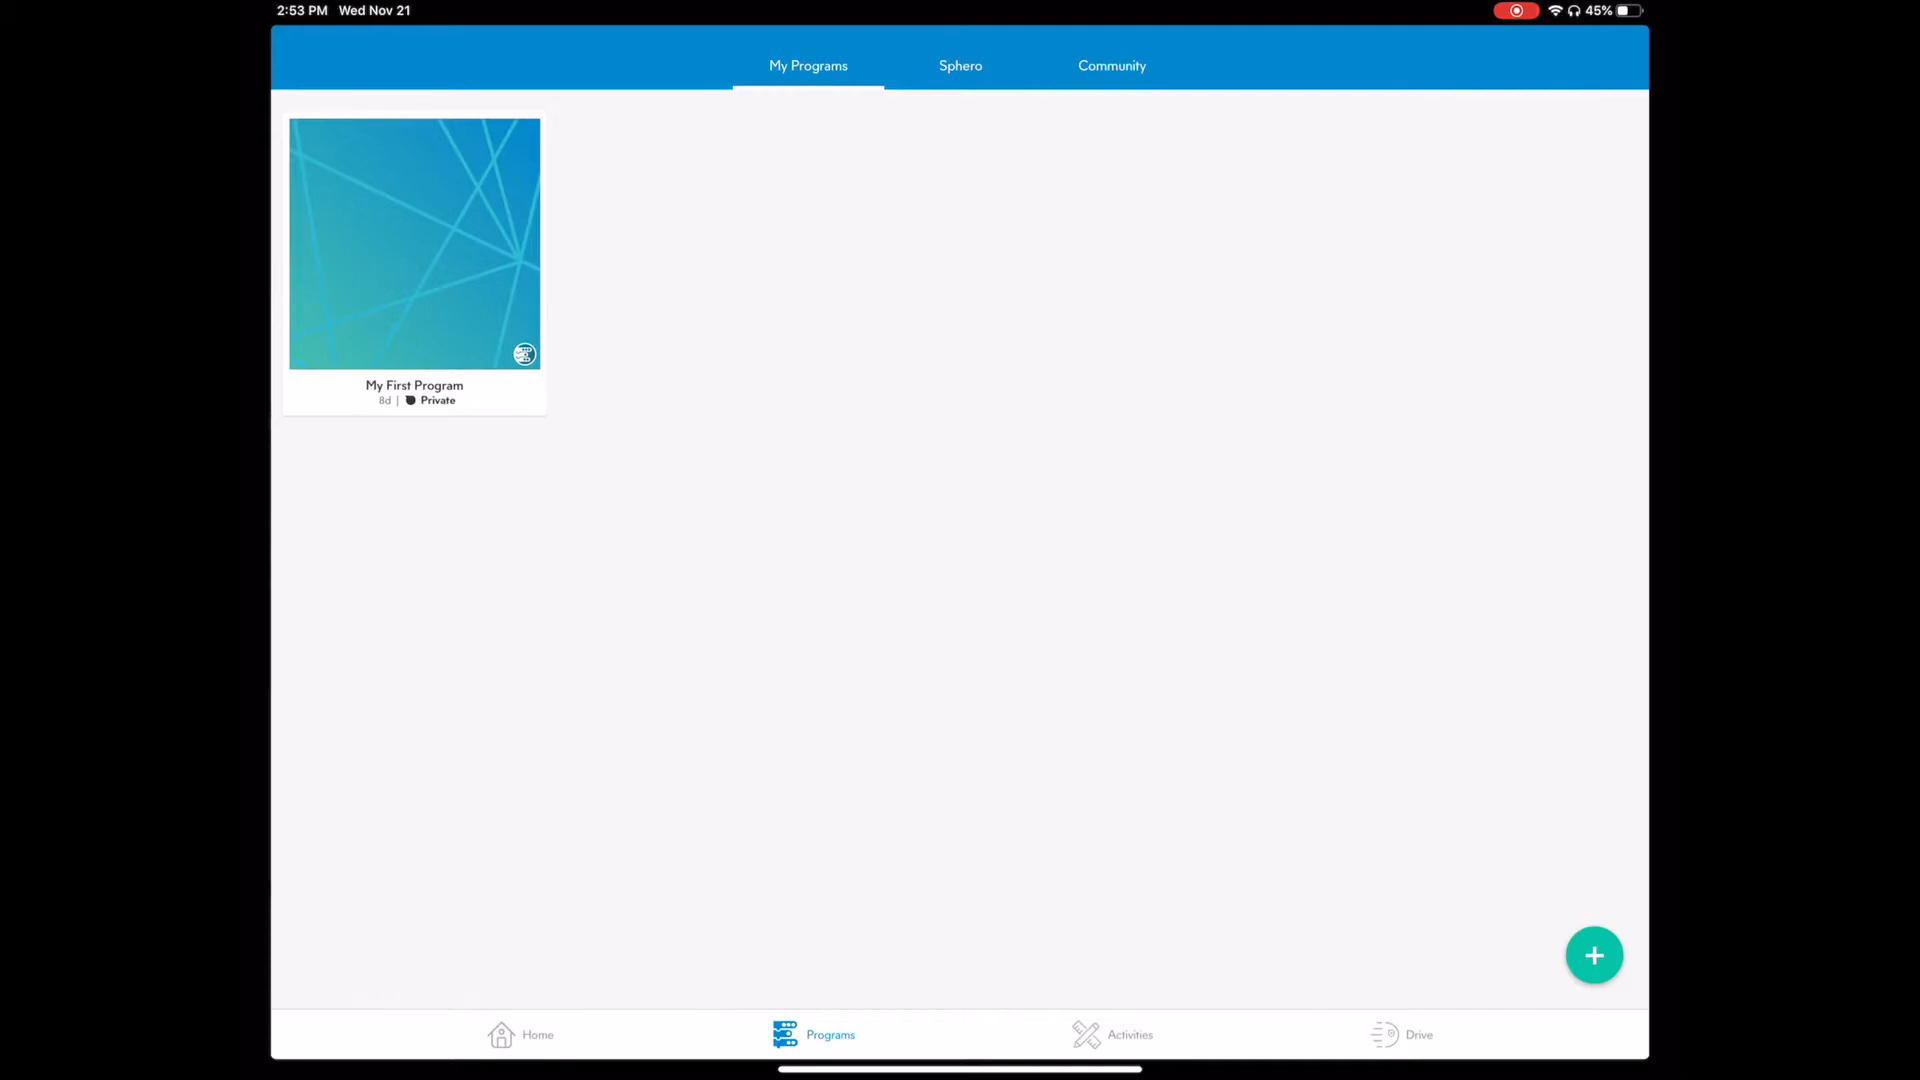 2:53 PM Wed Nov 21
45%
My Programs Sphero Community
My First Program
8d | Private
+
Home Programs Activities Drive